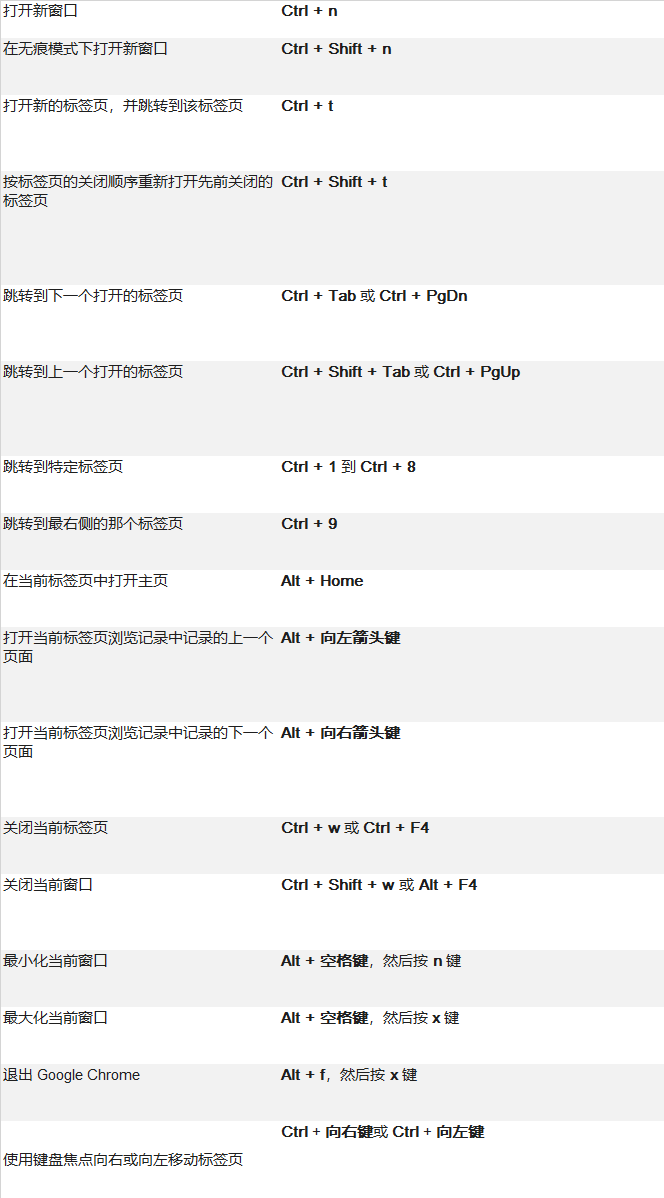 打开新窗口 Ctrl + n
在无痕模式下打开新窗口 Ctrl + Shift + n
打开新的标签页，并跳转到该标签页 Ctrl + t
按标签页的关闭顺序重新打开先前关闭的 Ctrl + Shift + t
标签页
跳转到下一个打开的标签页 Ctrl + Tab 或 Ctrl + PgDn
跳转到上一个打开的标签页 Ctrl + Shift + Tab 或 Ctrl + PgUp
跳转到特定标签页 Ctrl + 1 到 Ctrl + 8
跳转到最右侧的那个标签页 Ctrl + 9
在当前标签页中打开主页 Alt + Home
打开当前标签页浏览记录中记录的上一个 Alt + 向左箭头键
页面
打开当前标签页浏览记录中记录的下一个 Alt + 向右箭头键
页面
关闭当前标签页 Ctrl + w 或 Ctrl + F4
关闭当前窗口 Ctrl + Shift + w 或 Alt + F4
最小化当前窗口 Alt + 空格键，然后按 n 键
最大化当前窗口 Alt + 空格键，然后按 x 键
退出 Google Chrome Alt + f，然后按 x 键
Ctrl + 向右键或 Ctrl + 向左键
使用键盘焦点向右或向左移动标签页